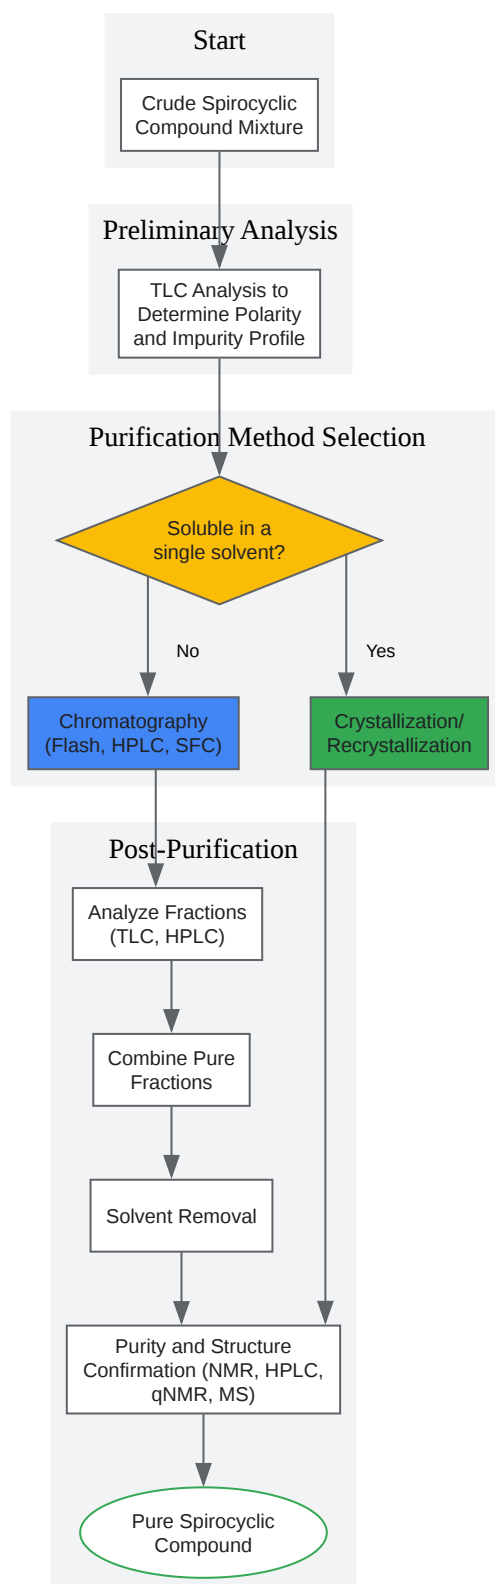 Start
Crude Spirocyclic
Compound Mixture
Preliminary Analysis
TLC Analysis to
Determine Polarity
and Impurity Profile
Purification Method Selection
Soluble in a
single solvent?
No
Yes
Chromatography
(Flash, HPLC, SFC)
Crystallization/
Recrystallization
Post-Purification
Analyze Fractions
(TLC, HPLC)
Combine Pure
Fractions
Solvent Removal
Purity and Structure
Confirmation (NMR, HPLC,
qNMR, MS)
Pure Spirocyclic
Compound